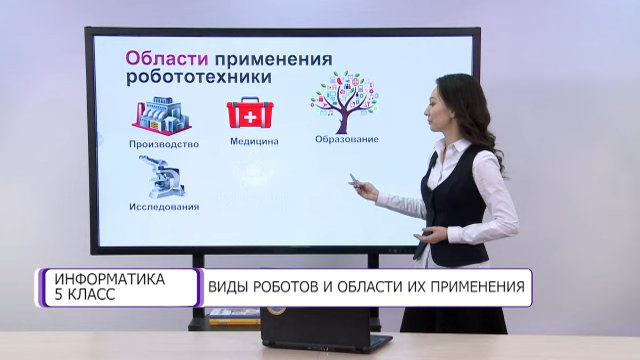 Области применения
робототехники
Производство
Медицина
Образование
Исследования
ИНФОРМАТИКА
5 КЛАСС
ВИДЫ РОБОТОВ И ОБЛАСТИ ИХ ПРИМЕНЕНИЯ